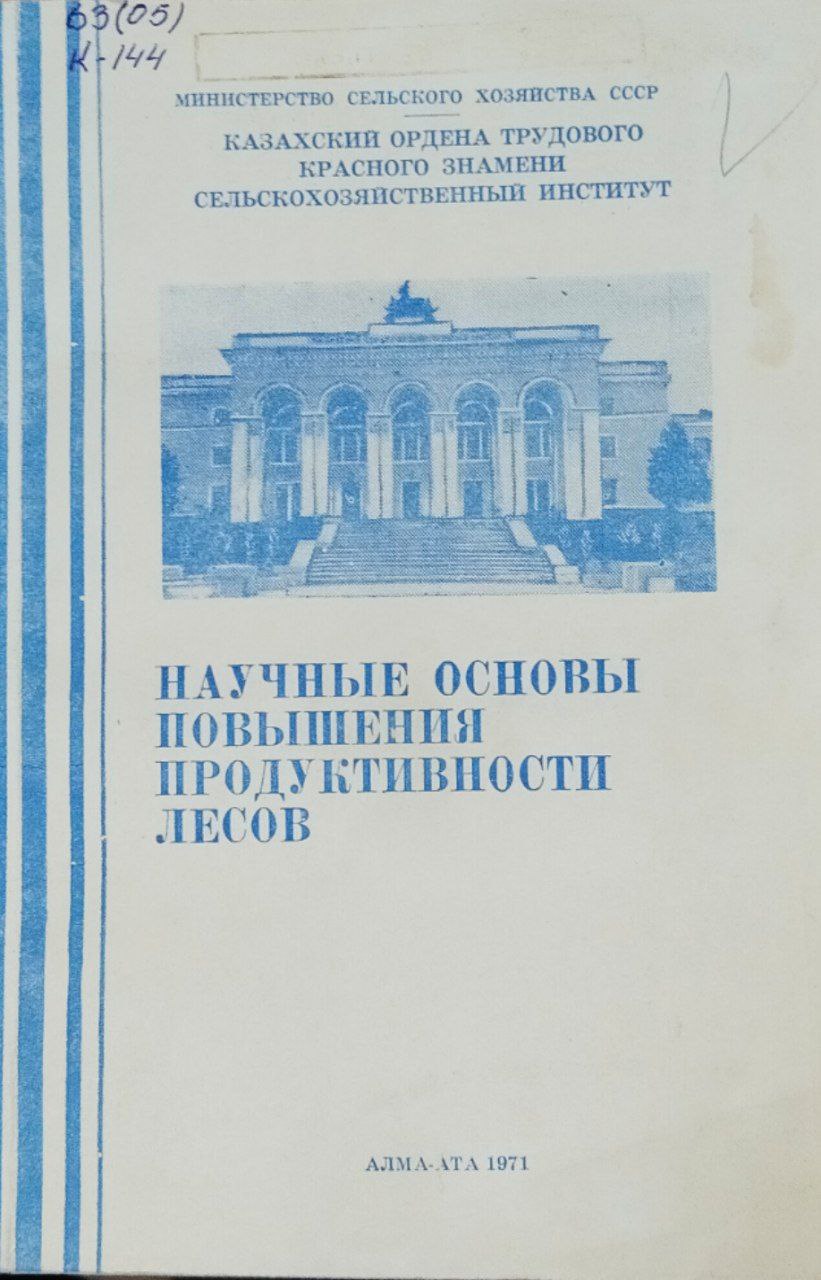 63(05)
К-144
МИНИСТЕРСТВО СЕЛЬСКОГО ХОЗЯЙСТВА СССР
КАЗАХСКИЙ ОРДЕНА ТРУДОВОГО
КРАСНОГО ЗНАМЕНИ
СЕЛЬСКОХОЗЯЙСТВЕННЫЙ ИНСТИТУТ
НАУЧНЫЕ ОСНОВЫ
ПОВЫШЕНИЯ
ПРОДУКТИВНОСТИ
ЛЕСОВ
АЛМА-АТА 1971